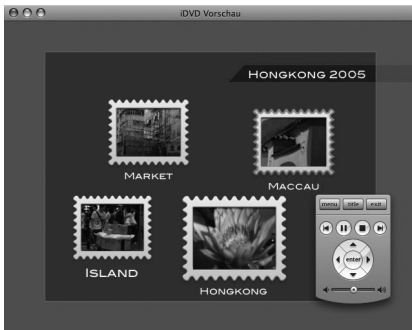 iDVD Vorschau
HONGKONG 2005
MARKET
MACCAU
ISLAND
HONGKONG
menu title exit
enter